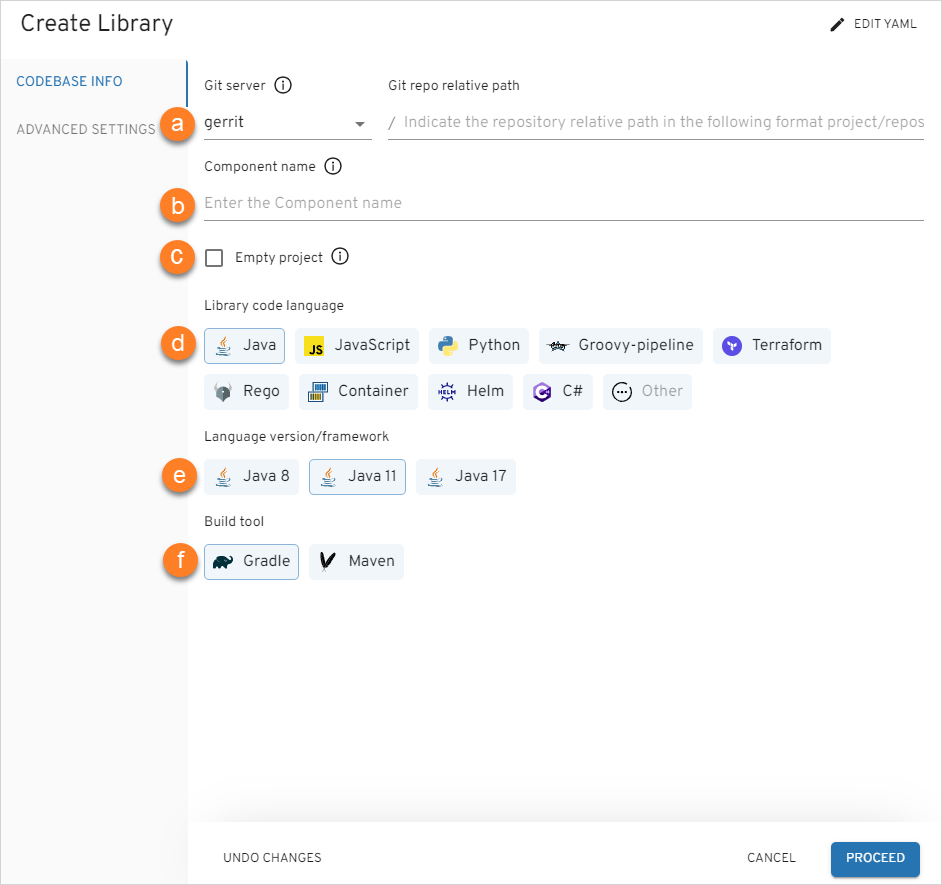 Create Library
EDIT YAML
CODEBASE INFO
ADVANCED SETTINGS
Git server
Git repo relative path
a
gerrit
/ Indicate the repository relative path in the following format project/repos
Component name
b
Enter the Component name
c
Empty project
Library code language
d
Java
JS JavaScript
Python
Groovy-pipeline
Terraform
Rego
Container
HELM Helm
C#
Other
Language version/framework
e
Java 8
Java 11
Java 17
Build tool
f
Gradle
Maven
UNDO CHANGES
CANCEL
PROCEED